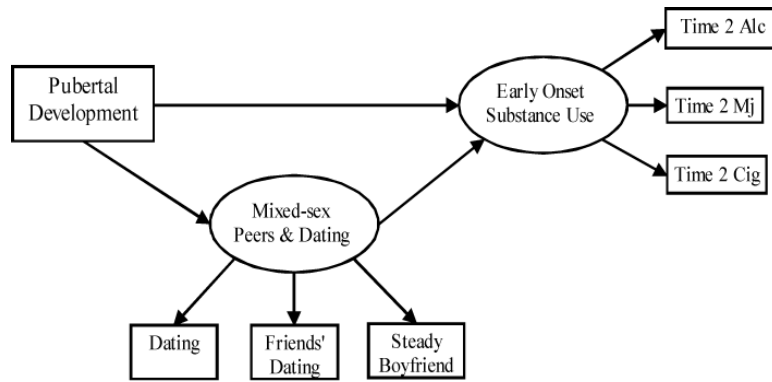 Time 2 Alc
Pubertal
Development
Early Onset
Substance Use
Time 2 Mj
Time 2 Cig
Mixed-sex
Peers & Dating
Dating
Friends'
Dating
Steady
Boyfriend